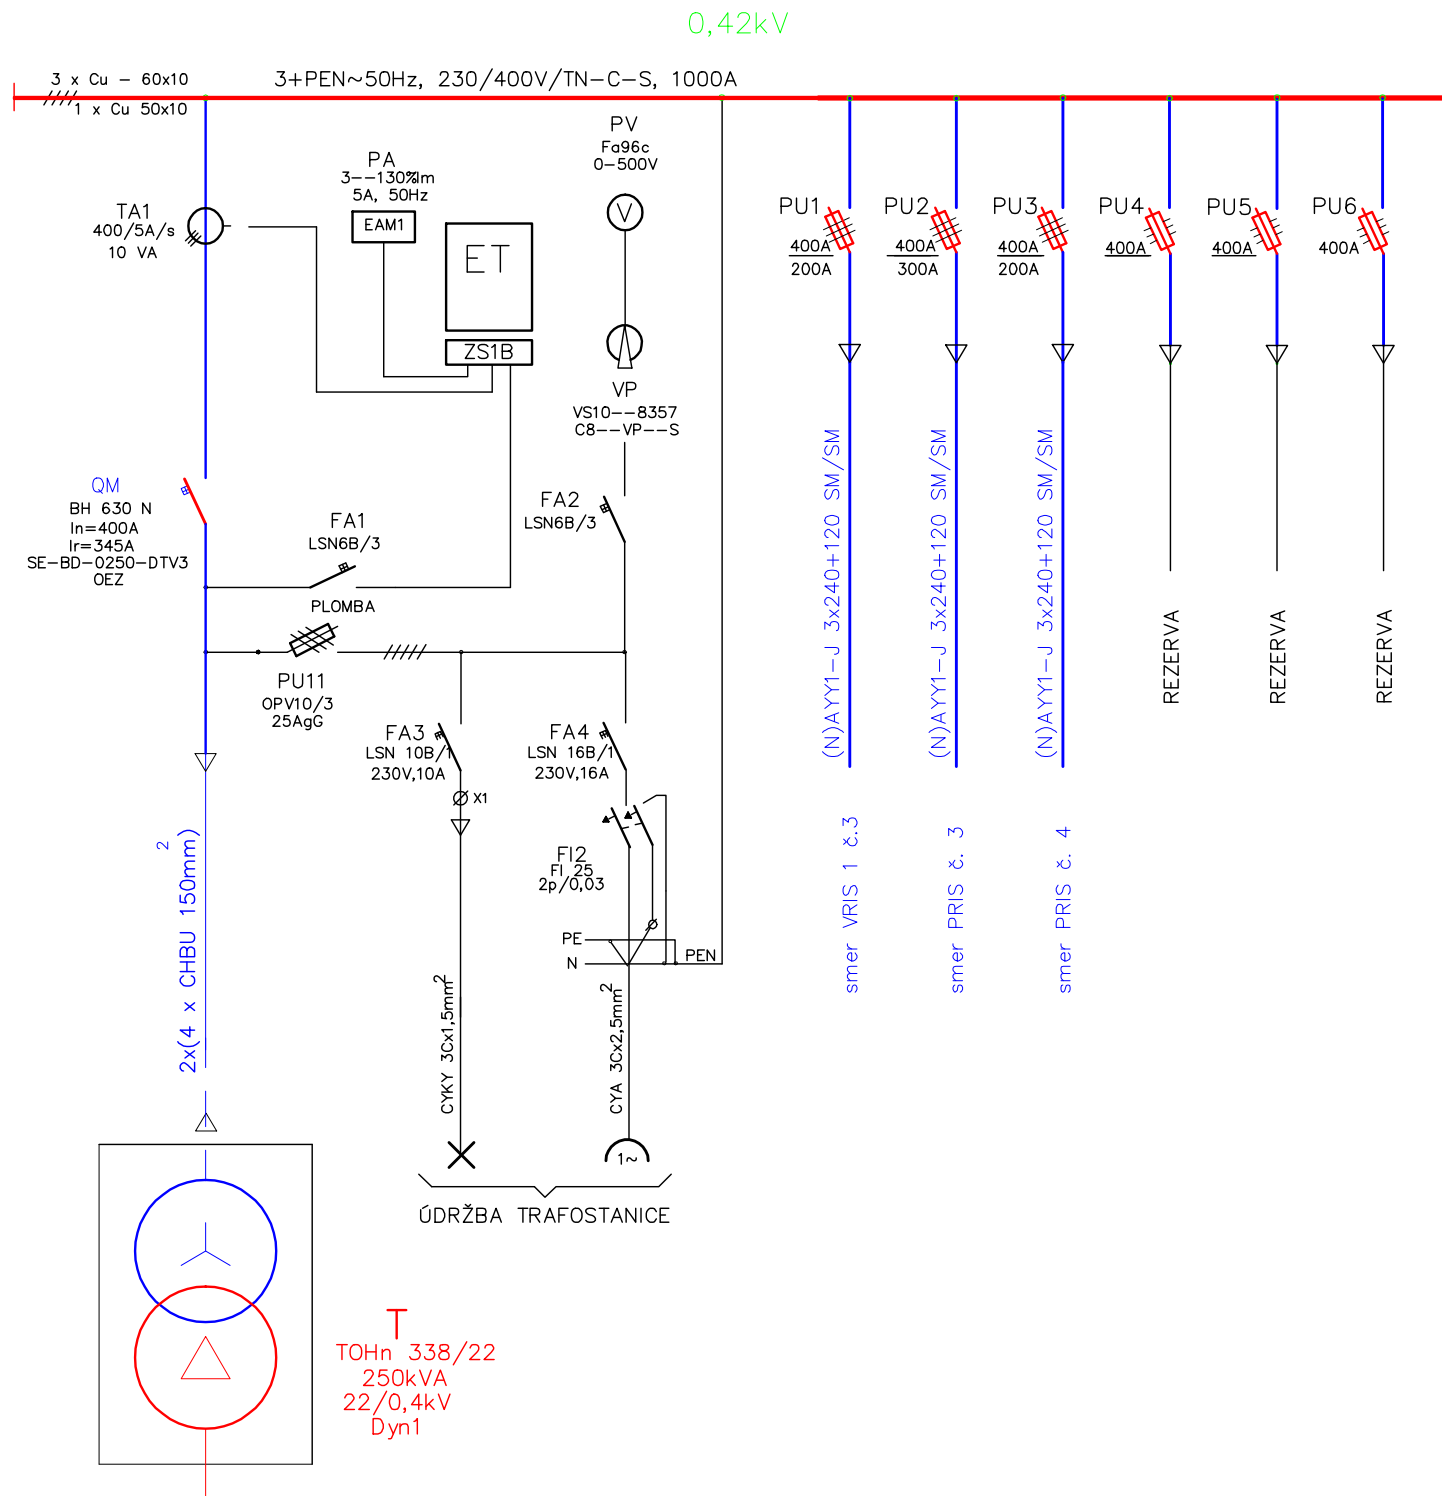 0,42kV
3 x Cu – 60x10
3+PEN~50Hz, 230/400V/TN–C–S, 1000A
1 x Cu 50x10
TA1
400/5A/s
10 VA
PA
3––130%Im
5A, 50Hz
EAM1
ET
ZS1B
PV
Fa96c
0–500V
V
VP
VS10––8357
C8––VP––S
PU1
400A
200A
PU2
400A
300A
PU3
400A
200A
PU4
400A
PU5
400A
PU6
400A
QM
BH 630 N
In=400A
Ir=345A
SE–BD–0250–DTV3
OEZ
FA1
LSN6B/3
PLOMBA
FA2
LSN6B/3
PU11
OPV10/3
25AgG
FA3
LSN 10B/1
230V,10A
X1
FA4
LSN 16B/1
230V,16A
FI2
FI 25
2p/0,03
PE
N
PEN
(N)AYY1–J 3x240+120 SM/SM
(N)AYY1–J 3x240+120 SM/SM
(N)AYY1–J 3x240+120 SM/SM
REZERVA
REZERVA
REZERVA
smer VRIS 1 č.3
smer PRIS č. 3
smer PRIS č. 4
2x(4 x CHBU 150mm2)
CYKY 3Cx1,5mm2
CYA 3Cx2,5mm2
1~
ÚDRŽBA TRAFOSTANICE
T
TOHn 338/22
250kVA
22/0,4kV
Dyn1